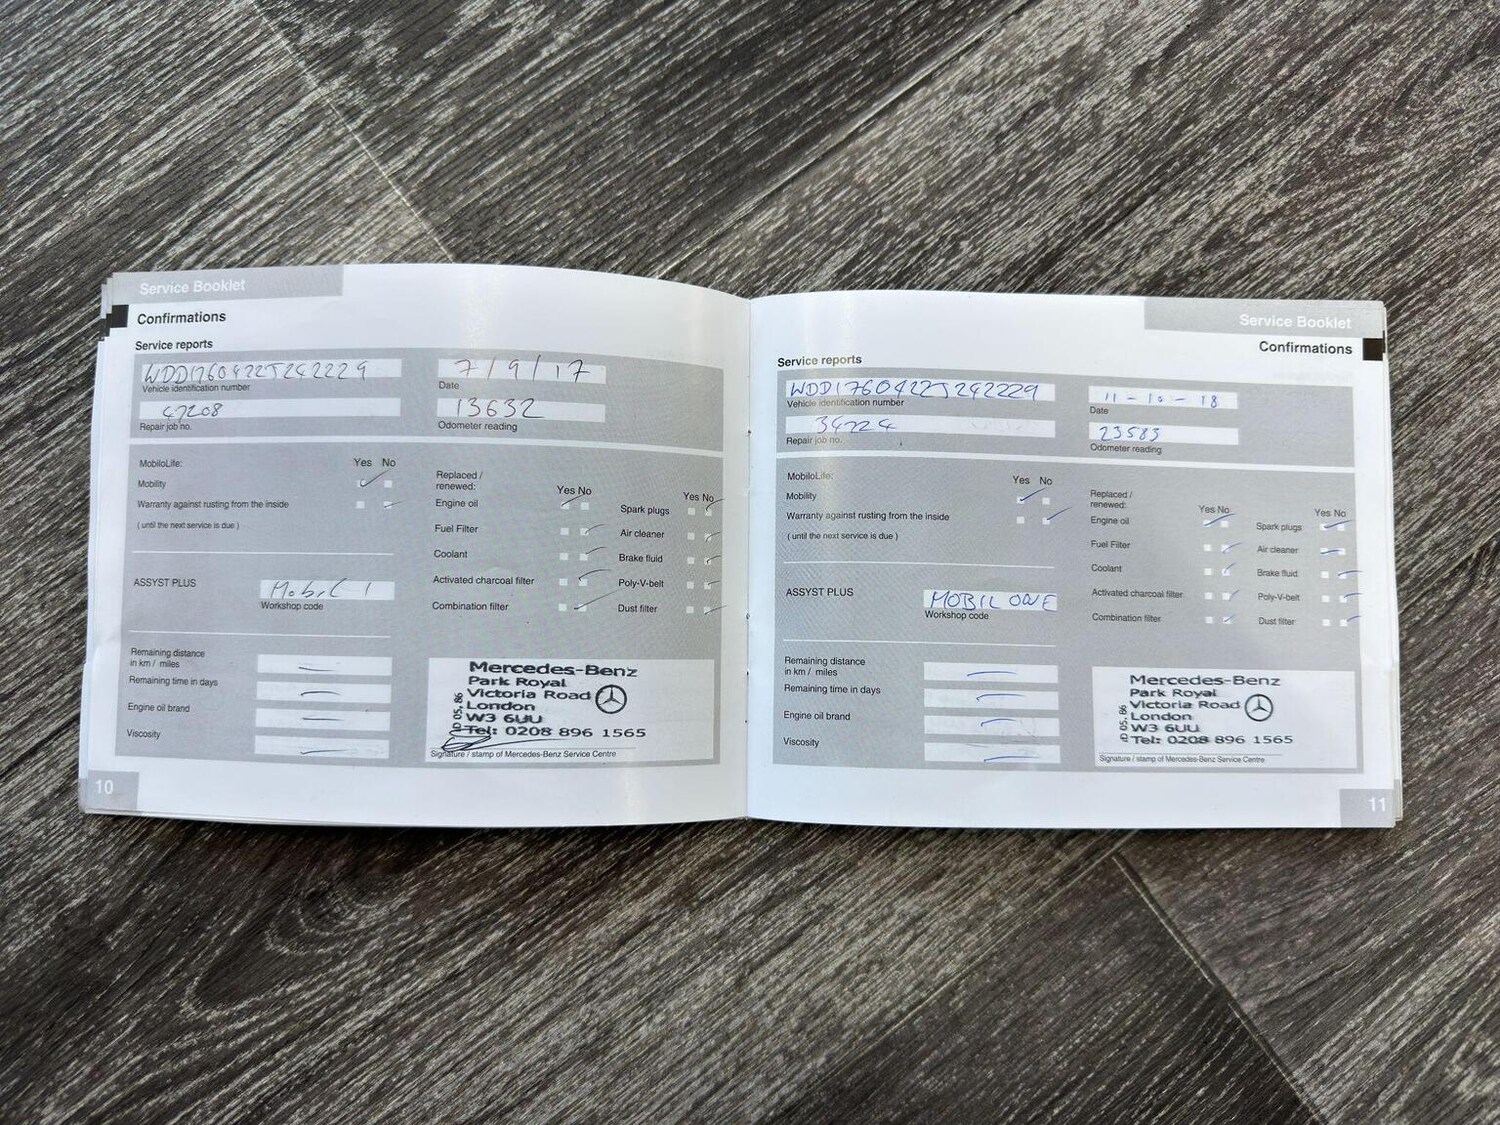 Service Booklet
Confirmations
Service reports
WDD1760422J242229
Vehicle identification number
7/9/17
Date
47208
Repair job no.
13632
Odometer reading
MobiloLife:
Yes No
Mobility
Warranty against rusting from the inside
( until the next service is due )
Replaced /
renewed:
Yes No
Yes No
Engine oil
Spark plugs
Fuel Filter
Air cleaner
Coolant
Brake fluid
Activated charcoal filter
Poly-V-belt
Combination filter
Dust filter
ASSYST PLUS
Mobil 1
Workshop code
Remaining distance
in km / miles
Remaining time in days
Engine oil brand
Viscosity
Mercedes-Benz
Park Royal
Victoria Road
London
W3 6UU
Tel: 0208 896 1565
Signature / stamp of Mercedes-Benz Service Centre
10
Service Booklet
Confirmations
Service reports
WDD1760422J242229
Vehicle identification number
11 - 10 - 18
Date
Repair job no.
23583
Odometer reading
MobiloLife:
Yes No
Mobility
Warranty against rusting from the inside
( until the next service is due )
Replaced /
renewed:
Yes No
Yes No
Engine oil
Spark plugs
Fuel Filter
Air cleaner
Coolant
Brake fluid
Activated charcoal filter
Poly-V-belt
Combination filter
Dust filter
ASSYST PLUS
MOBIL ONE
Workshop code
Remaining distance
in km / miles
Remaining time in days
Engine oil brand
Viscosity
Mercedes-Benz
Park Royal
Victoria Road
London
W3 6UU
Tel: 0208 896 1565
Signature / stamp of Mercedes-Benz Service Centre
11